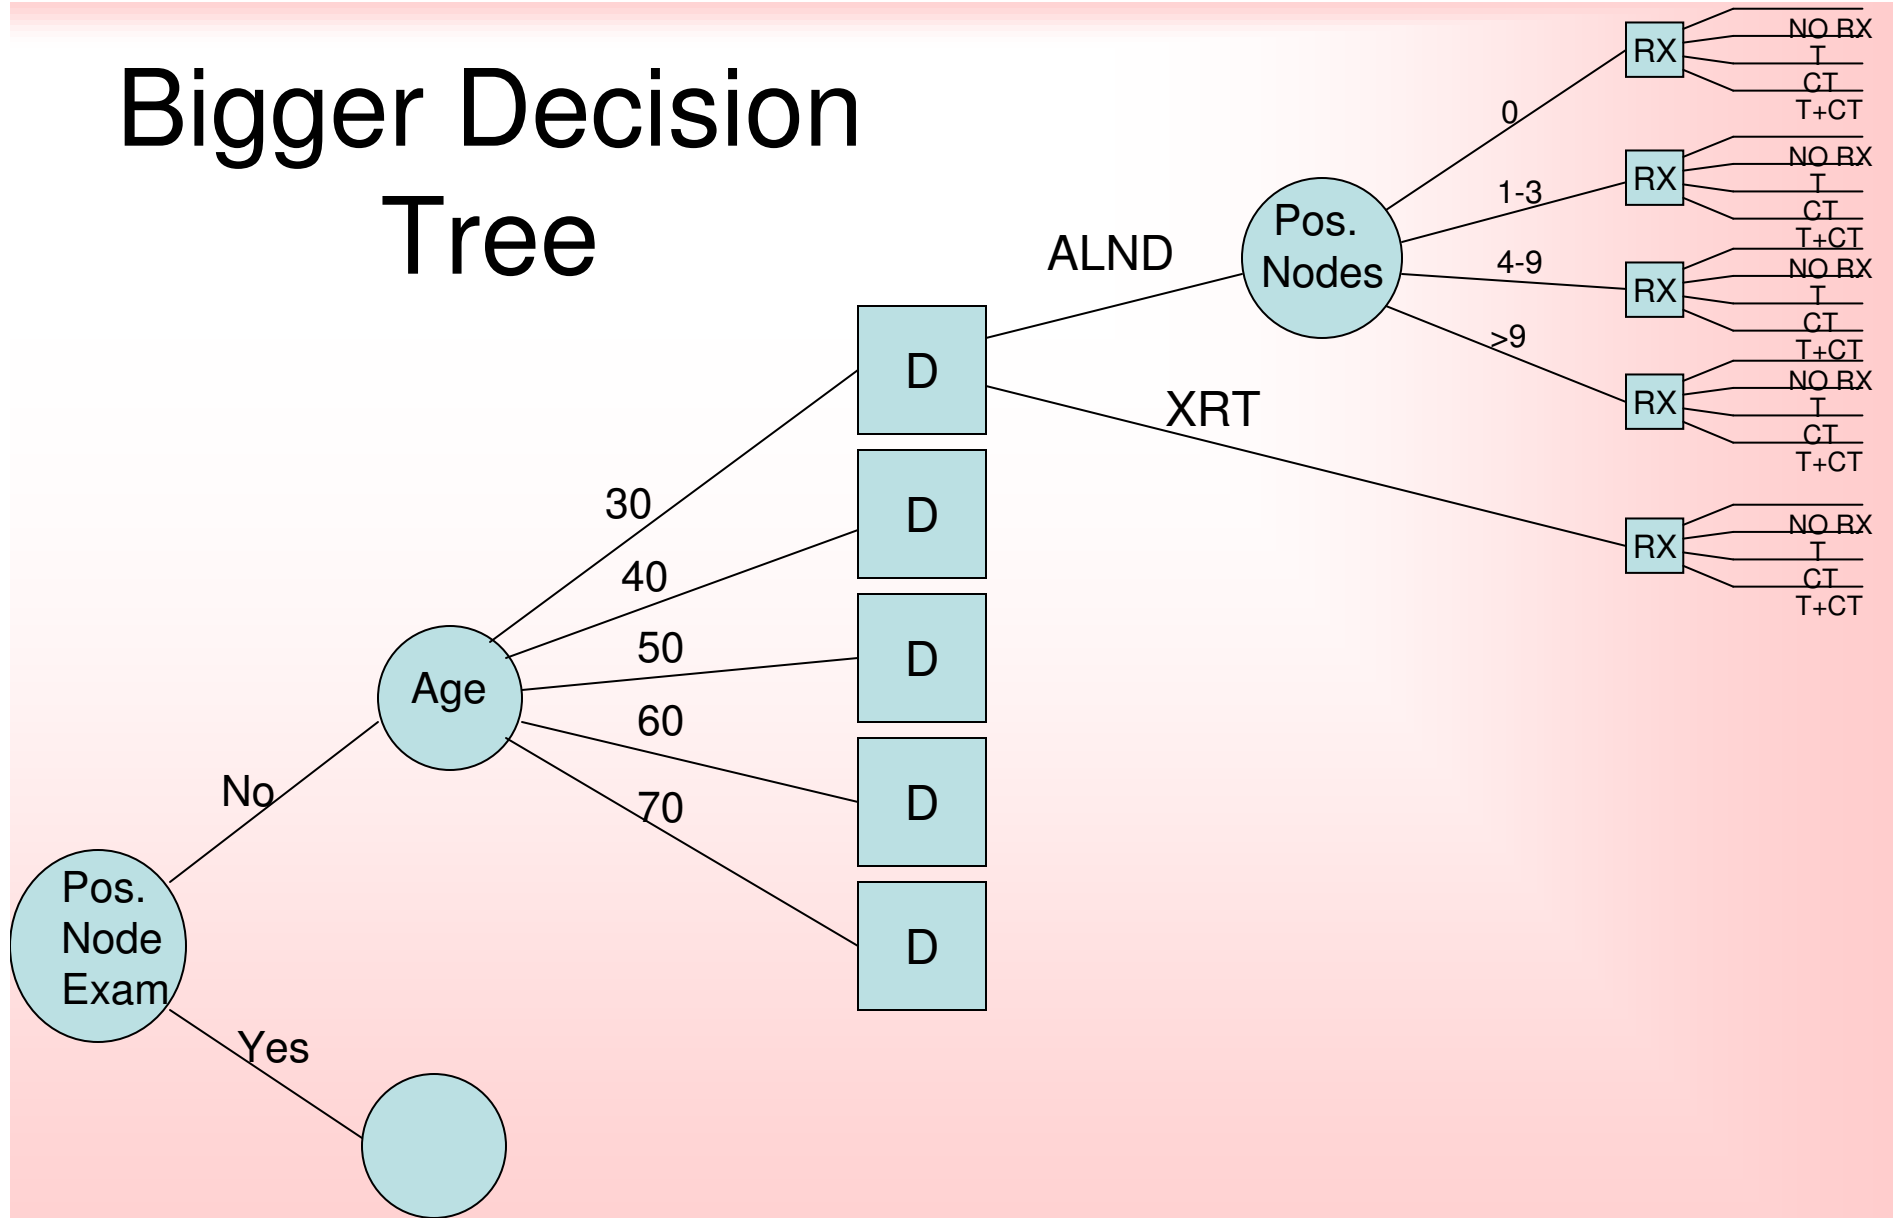 Bigger Decision
Tree
Pos.
Node
Exam
No
Yes
Age
30
40
50
60
70
D
D
D
D
D
ALND
XRT
Pos.
Nodes
0
1-3
4-9
>9
RX
NO RX
T
CT
T+CT
RX
NO RX
T
CT
T+CT
RX
NO RX
T
CT
T+CT
RX
NO RX
T
CT
T+CT
RX
NO RX
T
CT
T+CT